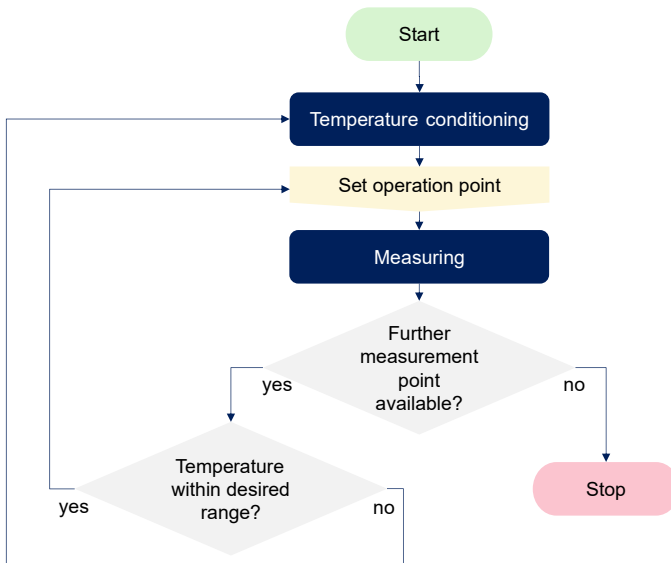 Start
Temperature conditioning
Set operation point
Measuring
Further
measurement
point
available?
yes
no
Temperature
within desired
range?
yes
no
Stop